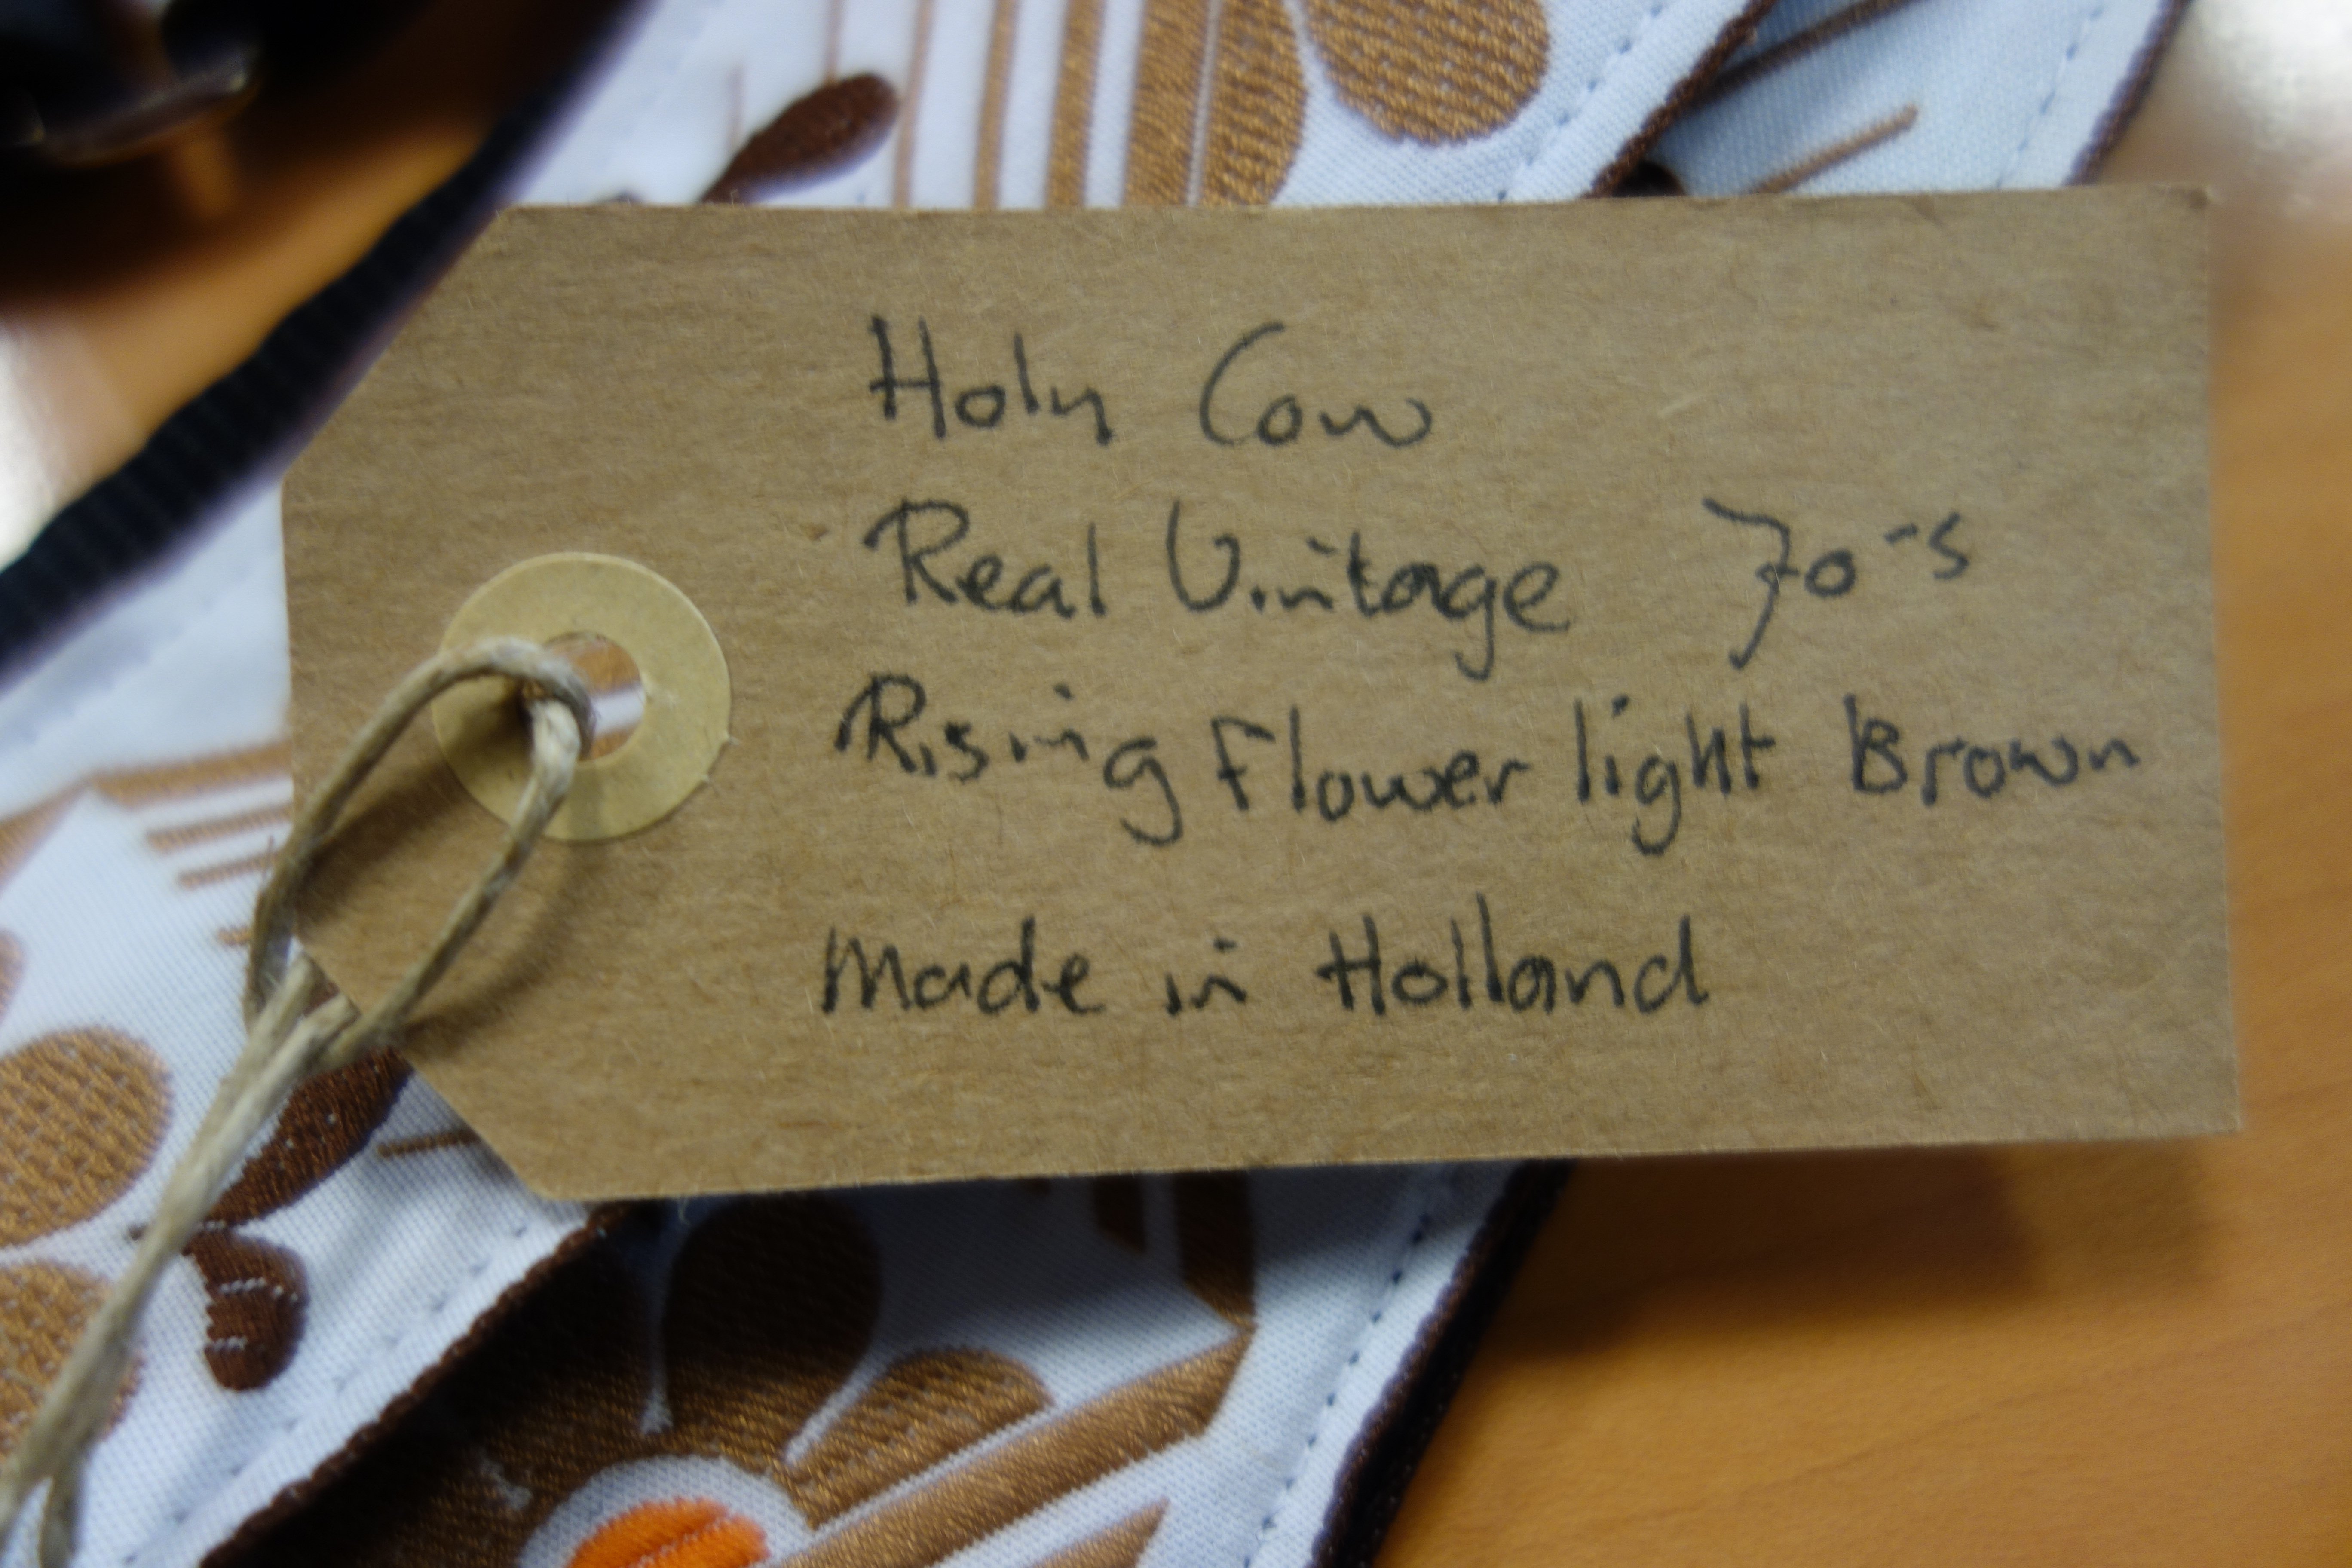 Holy Cow
Real Vintage 70-s
Rising Flower light Brown
Made in Holland